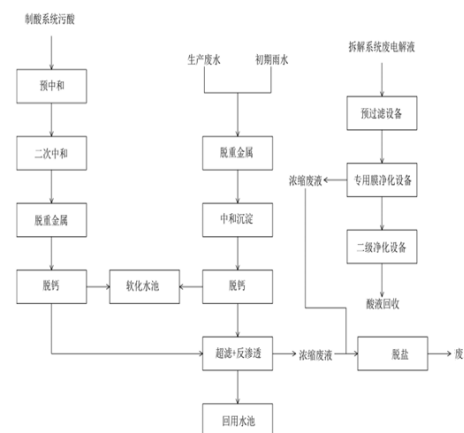 制酸系统污酸
预中和
二次中和
脱重金属
脱钙
软化水池
生产废水
初期雨水
脱重金属
中和沉淀
脱钙
超滤+反渗透
回用水池
拆解系统废电解液
预过滤设备
专用膜净化设备
浓缩废液
二级净化设备
酸液回收
浓缩废液
脱盐
废